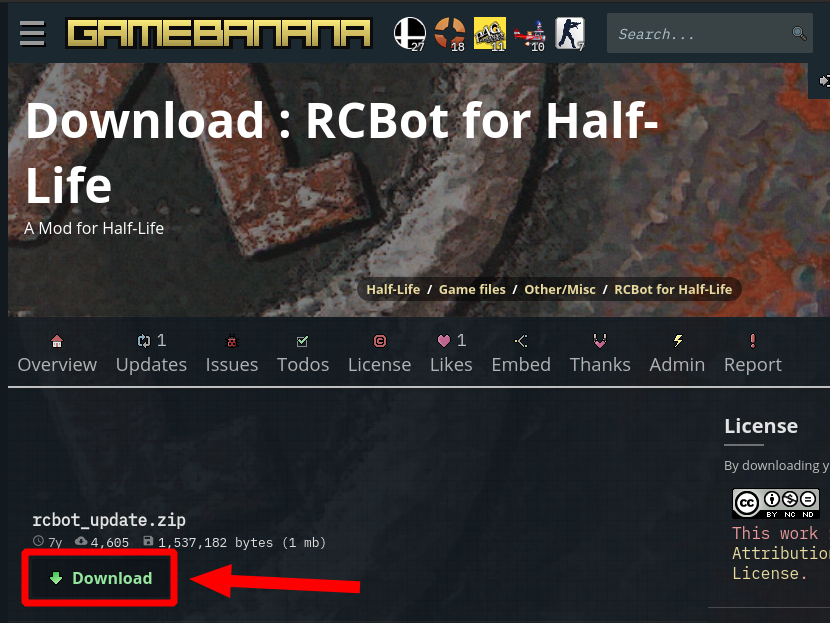 GAMEBANANA
27 18 11 10 7
Search...
Download : RCBot for Half-
Life
A Mod for Half-Life
Half-Life / Game files / Other/Misc / RCBot for Half-Life
1 1
Overview Updates Issues Todos License Likes Embed Thanks Admin Report
License
By downloading y
rcbot_update.zip
7y 4,605 1,537,182 bytes (1 mb)
Download
cc
BY NC ND
This work
Attributio
License.